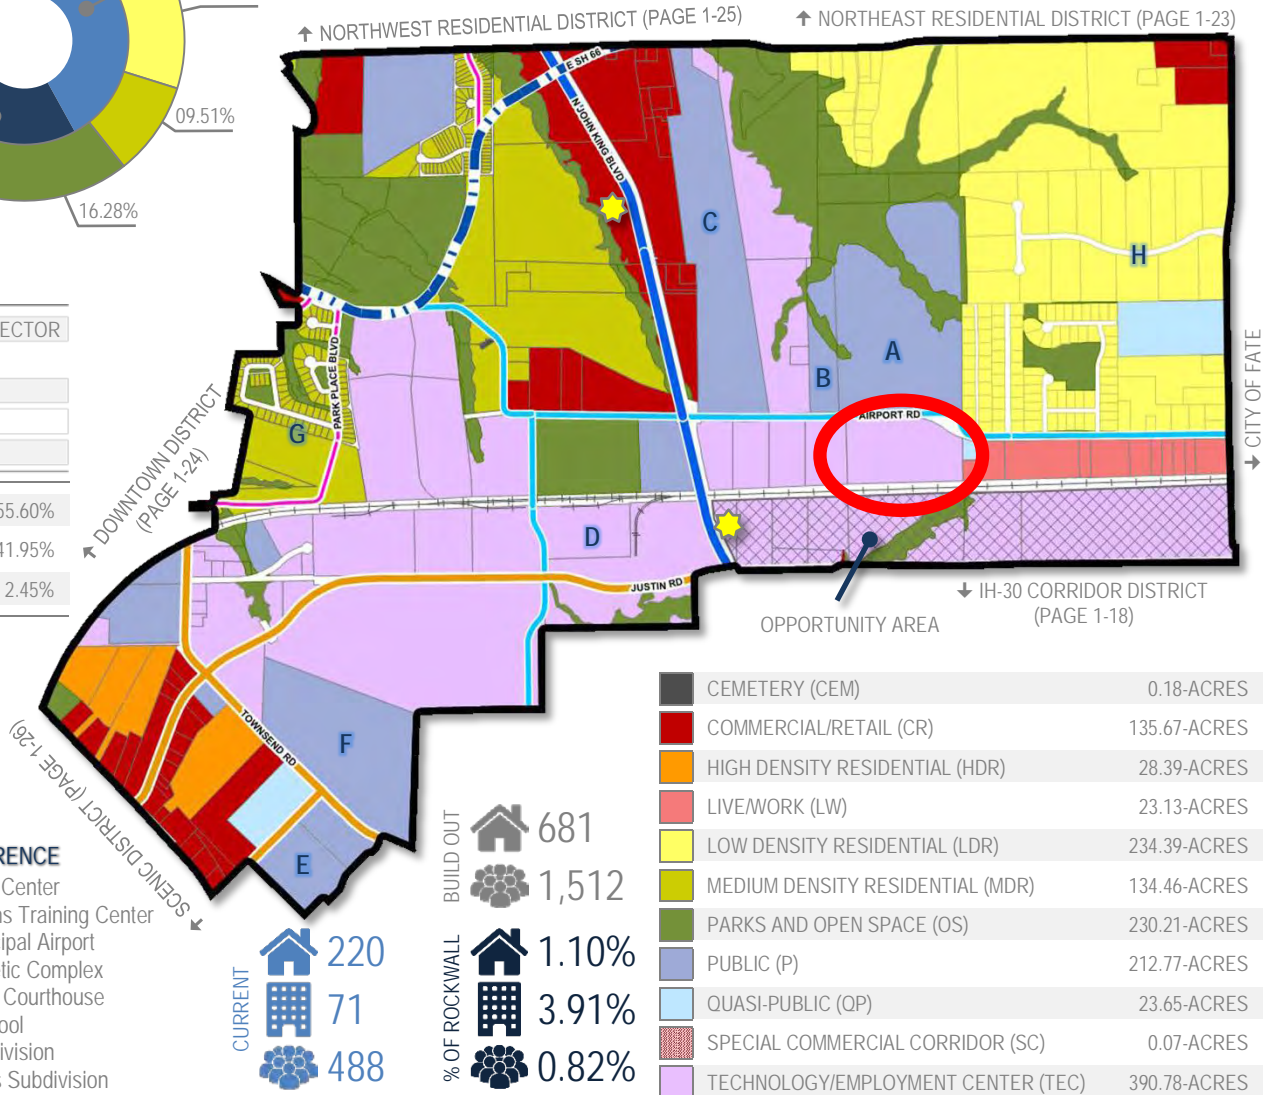 ↑ NORTHWEST RESIDENTIAL DISTRICT (PAGE 1-25)
↑ NORTHEAST RESIDENTIAL DISTRICT (PAGE 1-23)
09.51%
16.28%
E SH 66
N JOHN KING BLVD
C
H
A
B
ECTOR
PARK PLACE BLVD
G
AIRPORT RD
← DOWNTOWN DISTRICT
(PAGE 1-24)
← CITY OF FATE
55.60%
41.95%
2.45%
D
JUSTIN RD
OPPORTUNITY AREA
↓ IH-30 CORRIDOR DISTRICT
(PAGE 1-18)
TOWNSEND RD
F
E
SCENIC DISTRICT (PAGE 1-26)
RENCE
Center
ns Training Center
cipal Airport
etic Complex
Courthouse
ool
ivision
s Subdivision
BUILD OUT
681
1,512
CURRENT
220
71
488
% OF ROCKWALL
1.10%
3.91%
0.82%
CEMETERY (CEM) 0.18-ACRES
COMMERCIAL/RETAIL (CR) 135.67-ACRES
HIGH DENSITY RESIDENTIAL (HDR) 28.39-ACRES
LIVE/WORK (LW) 23.13-ACRES
LOW DENSITY RESIDENTIAL (LDR) 234.39-ACRES
MEDIUM DENSITY RESIDENTIAL (MDR) 134.46-ACRES
PARKS AND OPEN SPACE (OS) 230.21-ACRES
PUBLIC (P) 212.77-ACRES
QUASI-PUBLIC (QP) 23.65-ACRES
SPECIAL COMMERCIAL CORRIDOR (SC) 0.07-ACRES
TECHNOLOGY/EMPLOYMENT CENTER (TEC) 390.78-ACRES